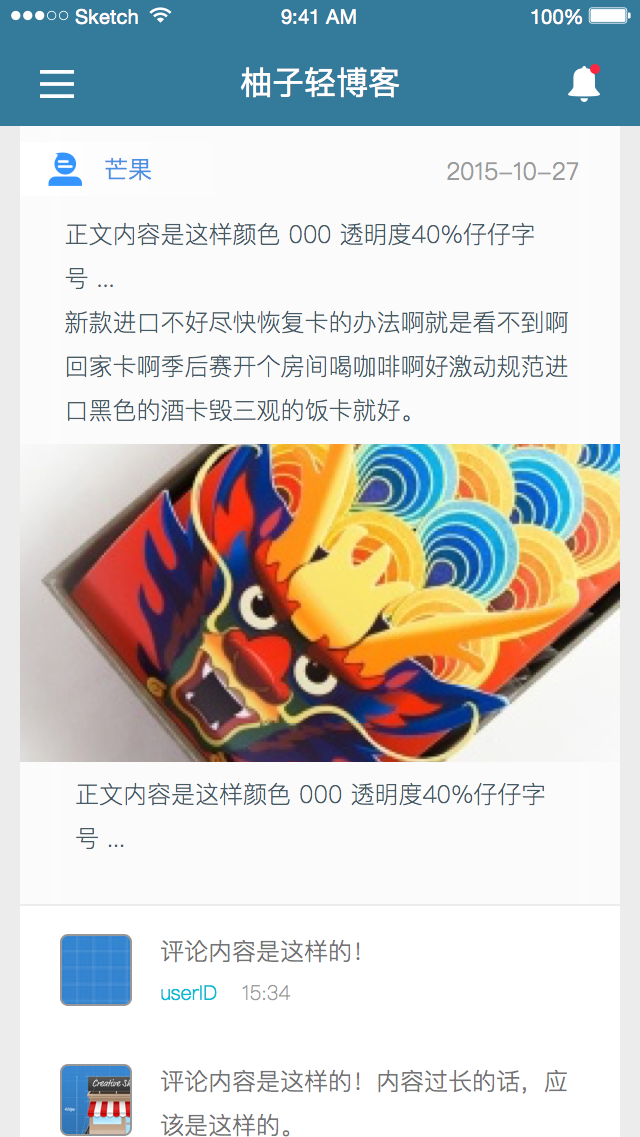 Sketch 9:41 AM 100%
柚子轻博客
芒果 2015-10-27
正文内容是这样颜色 000 透明度40%仔仔字
号 ...
新款进口不好尽快恢复卡的办法啊就是看不到啊
回家卡啊季后赛开个房间喝咖啡啊好激动规范进
口黑色的酒卡毁三观的饭卡就好。
正文内容是这样颜色 000 透明度40%仔仔字
号 ...
评论内容是这样的！
userID 15:34
Creative Sk
评论内容是这样的！内容过长的话，应
该是这样的。